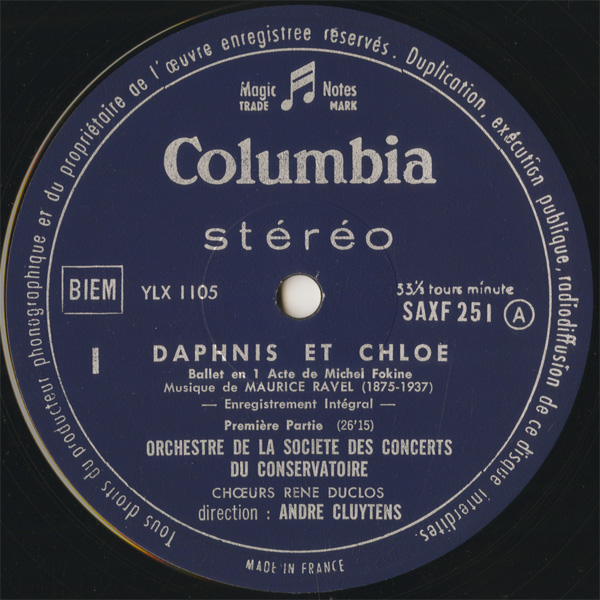 Tous droits du producteur phonographique et du propriétaire de l'œuvre enregistree réservés. Duplication, exécution publique, radiodiffusion de ce disque interdites.
Magic Notes
TRADE MARK
Columbia
stéréo
BIEM YLX 1105
33⅓ tours minute
SAXF 251 A
I DAPHNIS ET CHLOE
Ballet en 1 Acte de Michel Fokine
Musique de MAURICE RAVEL (1875-1937)
— Enregistrement Intégral —
Première Partie (26'15)
ORCHESTRE DE LA SOCIETE DES CONCERTS
DU CONSERVATOIRE
CHŒURS RENE DUCLOS
direction : ANDRE CLUYTENS
MADE IN FRANCE